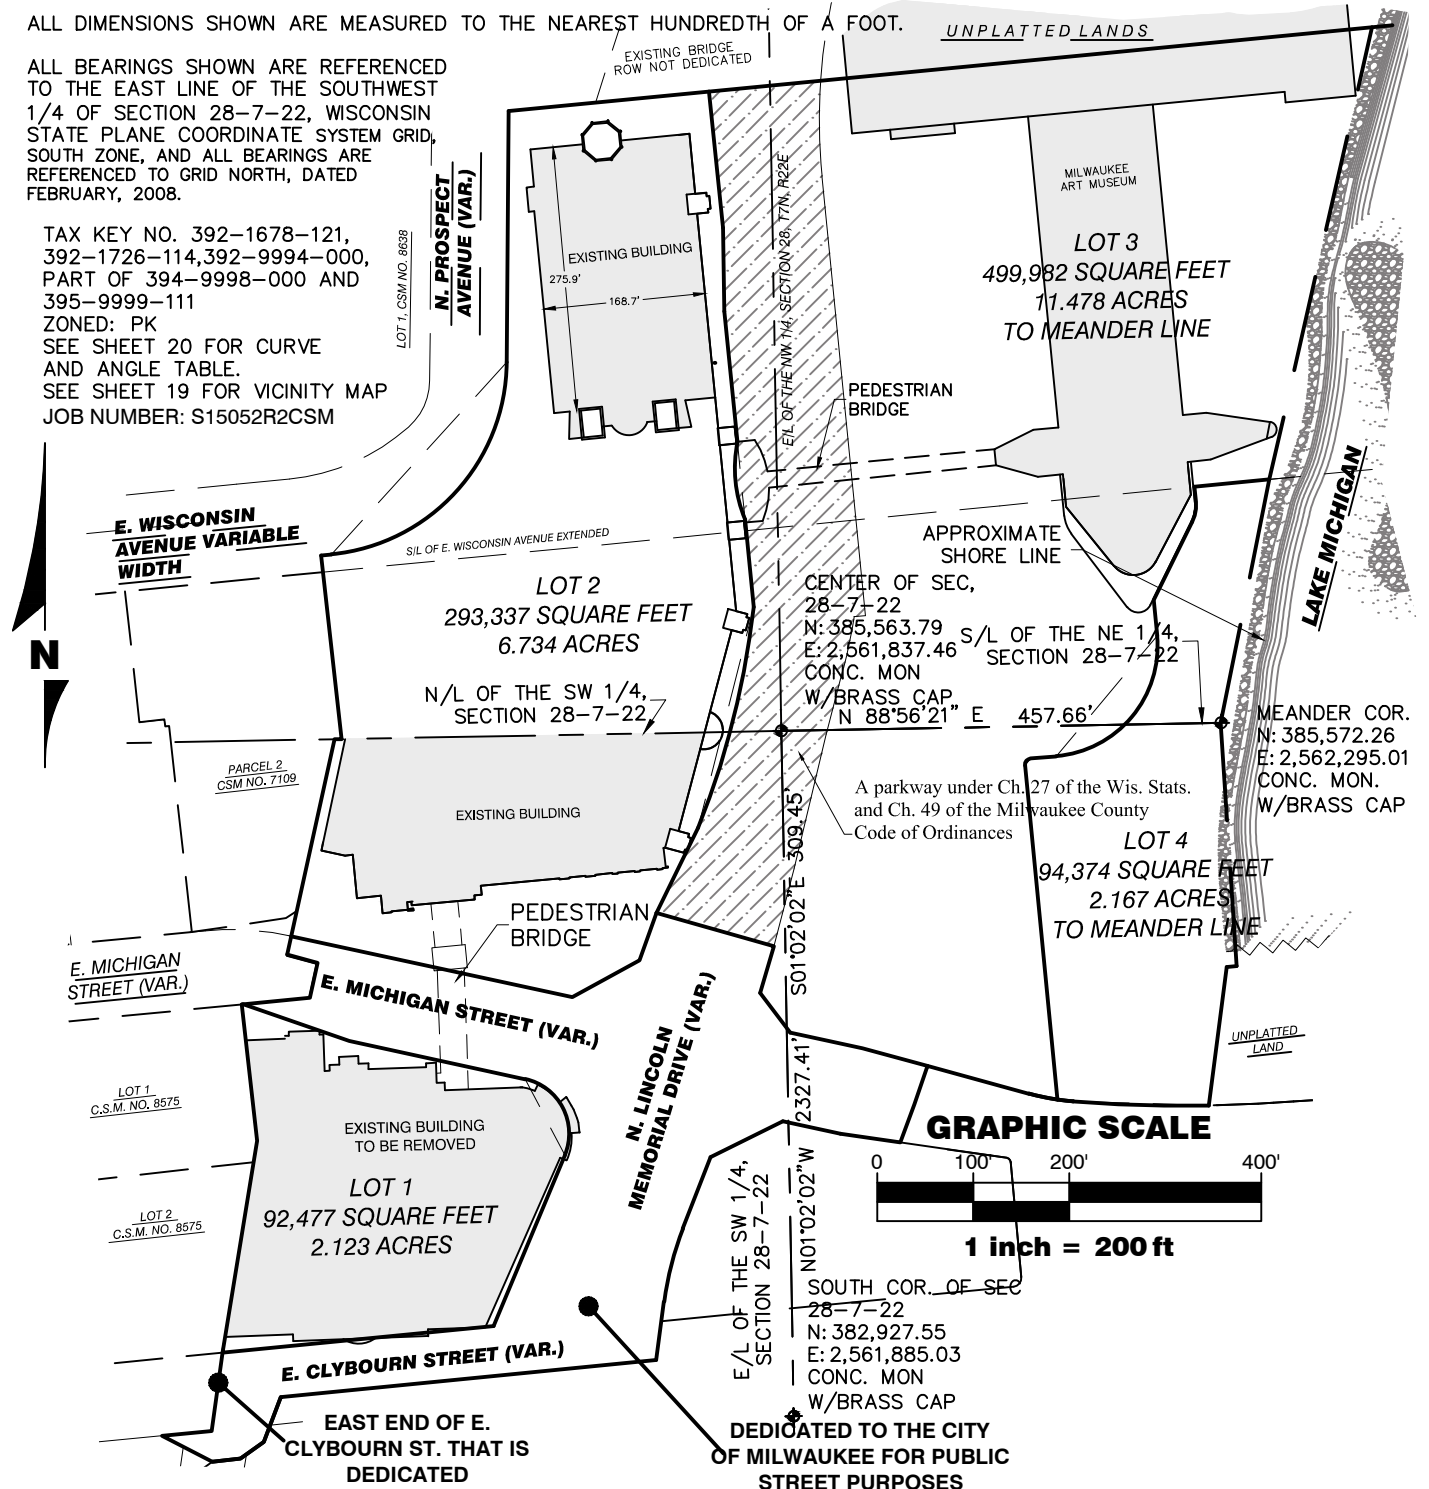 ALL DIMENSIONS SHOWN ARE MEASURED TO THE NEAREST HUNDREDTH OF A FOOT.
UNPLATTED LANDS
EXISTING BRIDGE
ROW NOT DEDICATED
ALL BEARINGS SHOWN ARE REFERENCED
TO THE EAST LINE OF THE SOUTHWEST
1/4 OF SECTION 28-7-22, WISCONSIN
STATE PLANE COORDINATE SYSTEM GRID,
SOUTH ZONE, AND ALL BEARINGS ARE
REFERENCED TO GRID NORTH, DATED
FEBRUARY, 2008.
TAX KEY NO. 392-1678-121,
392-1726-114,392-9994-000,
PART OF 394-9998-000 AND
395-9999-111
ZONED: PK
SEE SHEET 20 FOR CURVE
AND ANGLE TABLE.
SEE SHEET 19 FOR VICINITY MAP
JOB NUMBER: S15052R2CSM
LOT 1, CSM NO. 8638
N. PROSPECT
AVENUE (VAR.)
EXISTING BUILDING
275.9'
168.7'
E/L OF THE NW 1/4, SECTION 28, T7N, R22E
MILWAUKEE
ART MUSEUM
LOT 3
499,982 SQUARE FEET
11.478 ACRES
TO MEANDER LINE
PEDESTRIAN
BRIDGE
LAKE MICHIGAN
E. WISCONSIN
AVENUE VARIABLE
WIDTH
S/L OF E. WISCONSIN AVENUE EXTENDED
APPROXIMATE
SHORE LINE
LOT 2
293,337 SQUARE FEET
6.734 ACRES
CENTER OF SEC,
28-7-22
N: 385,563.79
E: 2,561,837.46
CONC. MON
W/BRASS CAP
S/L OF THE NE 1/4,
SECTION 28-7-22
N
N/L OF THE SW 1/4,
SECTION 28-7-22
N 88°56'21" E 457.66'
MEANDER COR.
N: 385,572.26
E: 2,562,295.01
CONC. MON.
W/BRASS CAP
PARCEL 2
CSM NO. 7109
EXISTING BUILDING
A parkway under Ch. 27 of the Wis. Stats.
and Ch. 49 of the Milwaukee County
Code of Ordinances
S01°02'02"E 309.45'
LOT 4
94,374 SQUARE FEET
2.167 ACRES
TO MEANDER LINE
PEDESTRIAN
BRIDGE
E. MICHIGAN
STREET (VAR.)
E. MICHIGAN STREET (VAR.)
N. LINCOLN
MEMORIAL DRIVE (VAR.)
UNPLATTED
LAND
LOT 1
C.S.M. NO. 8575
EXISTING BUILDING
TO BE REMOVED
2327.41'
N01°02'02"W
GRAPHIC SCALE
0 100' 200' 400'
1 inch = 200 ft
LOT 1
92,477 SQUARE FEET
2.123 ACRES
LOT 2
C.S.M. NO. 8575
E/L OF THE SW 1/4,
SECTION 28-7-22
SOUTH COR. OF SEC
28-7-22
N: 382,927.55
E: 2,561,885.03
CONC. MON
W/BRASS CAP
E. CLYBOURN STREET (VAR.)
EAST END OF E.
CLYBOURN ST. THAT IS
DEDICATED
DEDICATED TO THE CITY
OF MILWAUKEE FOR PUBLIC
STREET PURPOSES